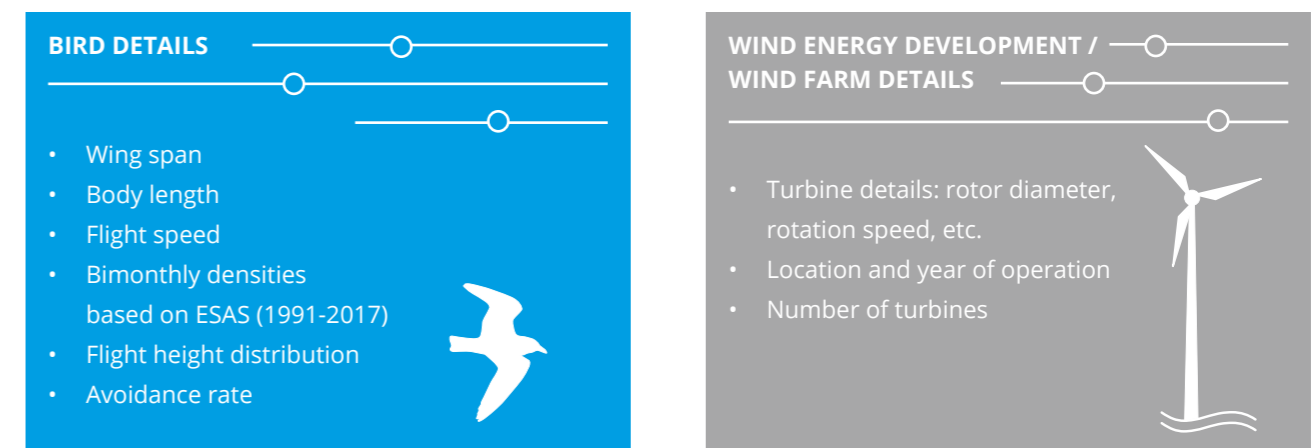 BIRD DETAILS
• Wing span
• Body length
• Flight speed
• Bimonthly densities
based on ESAS (1991-2017)
• Flight height distribution
• Avoidance rate
WIND ENERGY DEVELOPMENT /
WIND FARM DETAILS
• Turbine details: rotor diameter,
rotation speed, etc.
• Location and year of operation
• Number of turbines